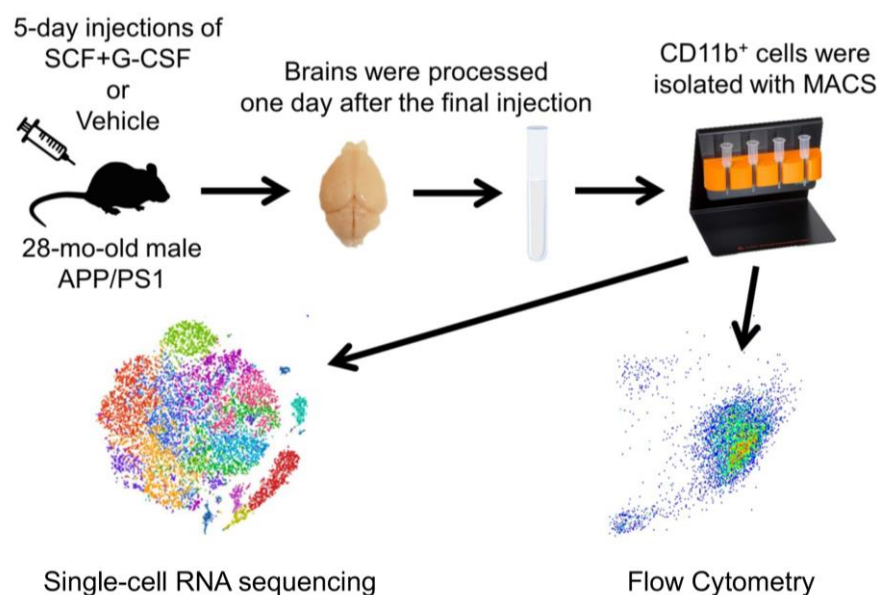 5-day injections of
SCF+G-CSF
or
Vehicle
28-mo-old male
APP/PS1
Brains were processed
one day after the final injection
CD11b⁺ cells were
isolated with MACS
Single-cell RNA sequencing
Flow Cytometry